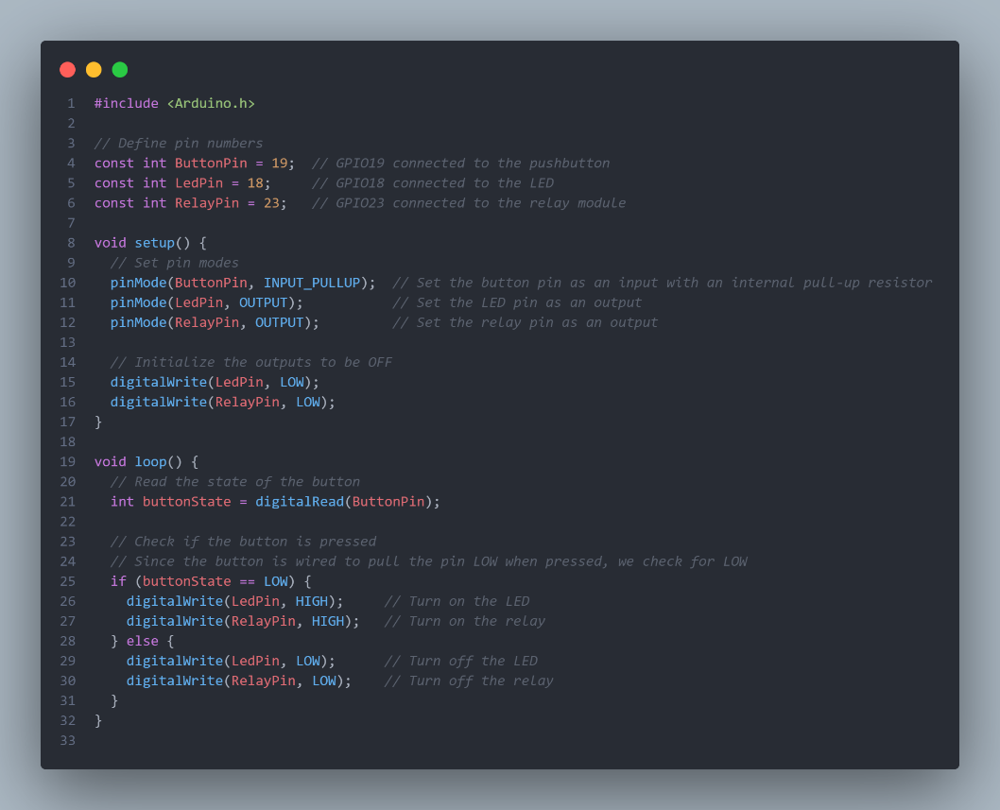 1 #include <Arduino.h>
2
3 // Define pin numbers
4 const int ButtonPin = 19;  // GPIO19 connected to the pushbutton
5 const int LedPin = 18;     // GPIO18 connected to the LED
6 const int RelayPin = 23;   // GPIO23 connected to the relay module
7
8 void setup() {
9   // Set pin modes
10   pinMode(ButtonPin, INPUT_PULLUP);  // Set the button pin as an input with an internal pull-up resistor
11   pinMode(LedPin, OUTPUT);           // Set the LED pin as an output
12   pinMode(RelayPin, OUTPUT);         // Set the relay pin as an output
13
14   // Initialize the outputs to be OFF
15   digitalWrite(LedPin, LOW);
16   digitalWrite(RelayPin, LOW);
17 }
18
19 void loop() {
20   // Read the state of the button
21   int buttonState = digitalRead(ButtonPin);
22
23   // Check if the button is pressed
24   // Since the button is wired to pull the pin LOW when pressed, we check for LOW
25   if (buttonState == LOW) {
26     digitalWrite(LedPin, HIGH);     // Turn on the LED
27     digitalWrite(RelayPin, HIGH);   // Turn on the relay
28   } else {
29     digitalWrite(LedPin, LOW);      // Turn off the LED
30     digitalWrite(RelayPin, LOW);    // Turn off the relay
31   }
32 }
33